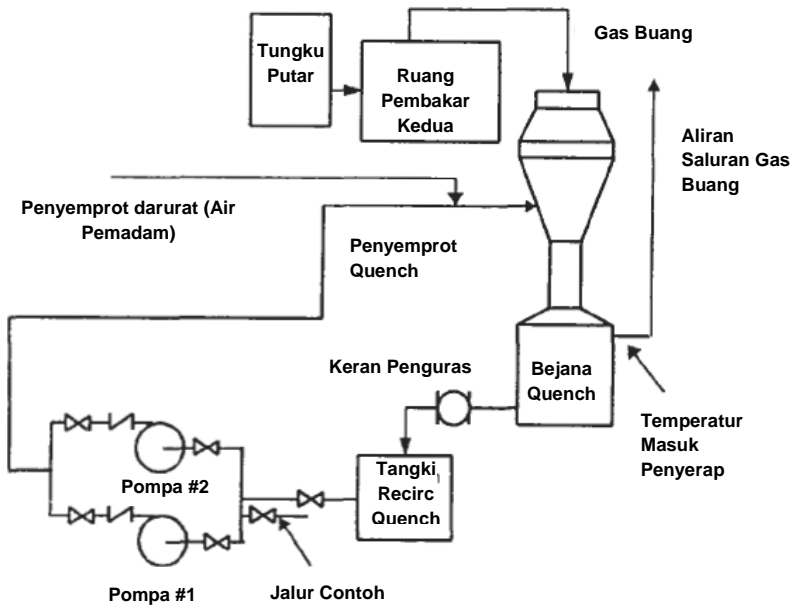 Tungku
Putar
Ruang
Pembakar
Kedua
Gas Buang
Aliran
Saluran Gas
Buang
Penyemprot darurat (Air
Pemadam)
Penyemprot
Quench
Keran Penguras
Bejana
Quench
Temperatur
Masuk
Penyerap
Tangki
Recirc
Quench
Pompa #2
Pompa #1
Jalur Contoh